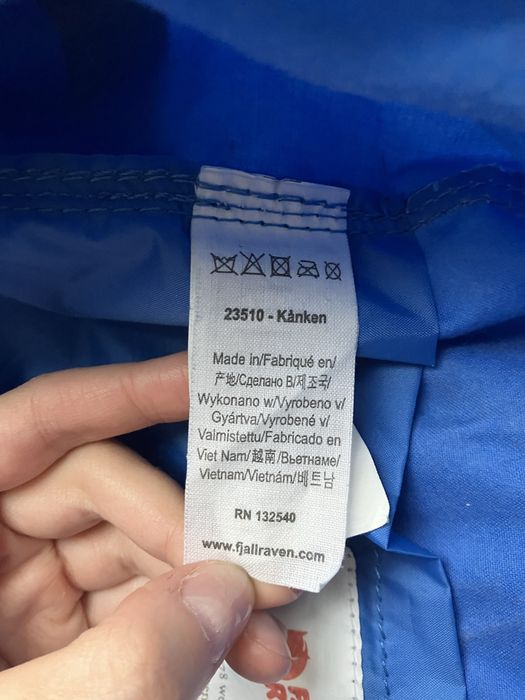 23510 - Kånken
Made in/Fabriqué en/
产地/Сделано В/제조국/
Wykonano w/Vyrobeno v/
Gyártva/Vyrobené v/
Valmistettu/Fabricado en
Viet Nam/越南/Вьетнаме/
Vietnam/Vietnám/베트남
RN 132540
www.fjallraven.com